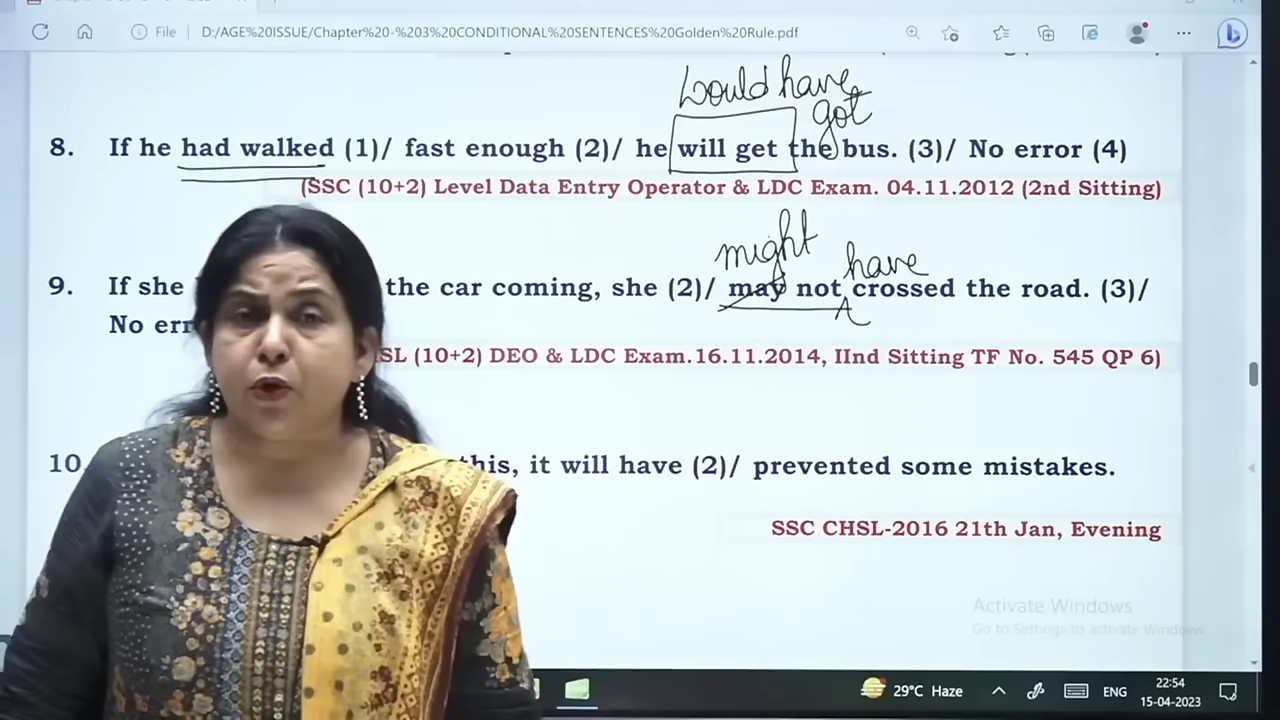 File D:/AGE%20ISSUE/Chapter%20-%203%20CONDITIONAL%20SENTENCES%20Golden%20Rule.pdf
would have
got
8. If he had walked (1)/ fast enough (2)/ he will get the bus. (3)/ No error (4)
(SSC (10+2) Level Data Entry Operator & LDC Exam. 04.11.2012 (2nd Sitting)
might
have
9. If she the car coming, she (2)/ may not crossed the road. (3)/
No err
SL (10+2) DEO & LDC Exam.16.11.2014, IInd Sitting TF No. 545 QP 6)
10. this, it will have (2)/ prevented some mistakes.
SSC CHSL-2016 21th Jan, Evening
Activate Windows
Go to Settings to activate Windows.
29°C Haze ENG 22:54
15-04-2023